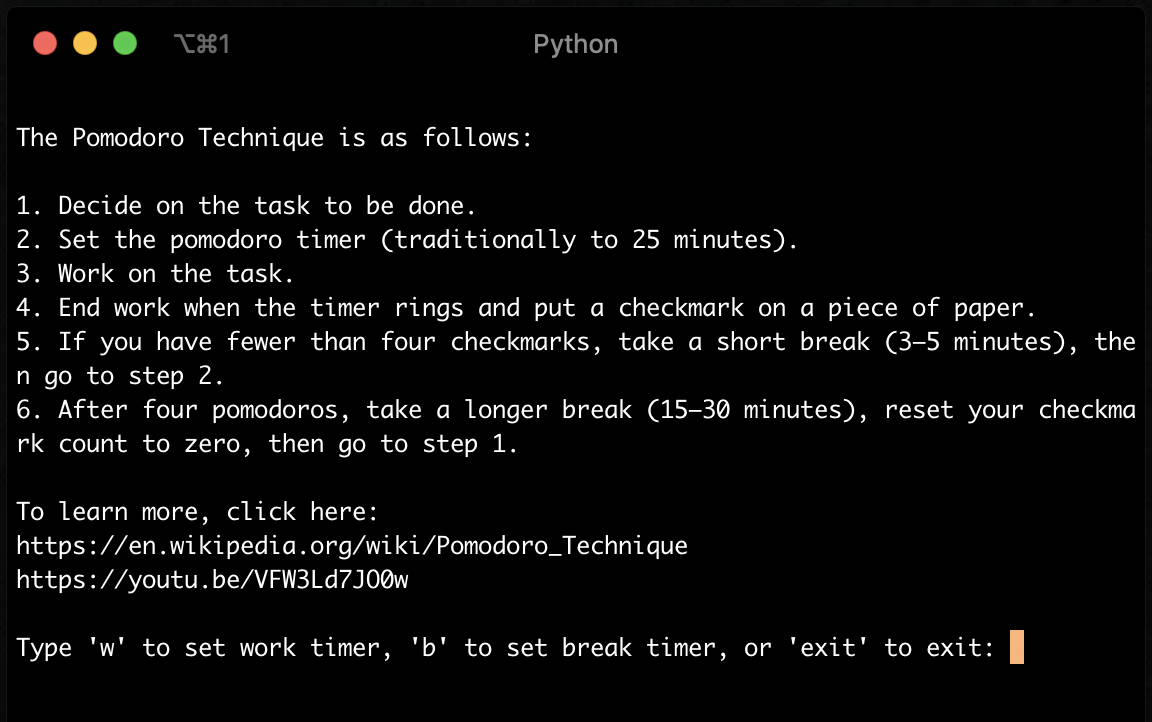 ⌥⌘1 Python
The Pomodoro Technique is as follows:
1. Decide on the task to be done.
2. Set the pomodoro timer (traditionally to 25 minutes).
3. Work on the task.
4. End work when the timer rings and put a checkmark on a piece of paper.
5. If you have fewer than four checkmarks, take a short break (3–5 minutes), the
n go to step 2.
6. After four pomodoros, take a longer break (15–30 minutes), reset your checkma
rk count to zero, then go to step 1.
To learn more, click here:
https://en.wikipedia.org/wiki/Pomodoro_Technique
https://youtu.be/VFW3Ld7JO0w
Type 'w' to set work timer, 'b' to set break timer, or 'exit' to exit: